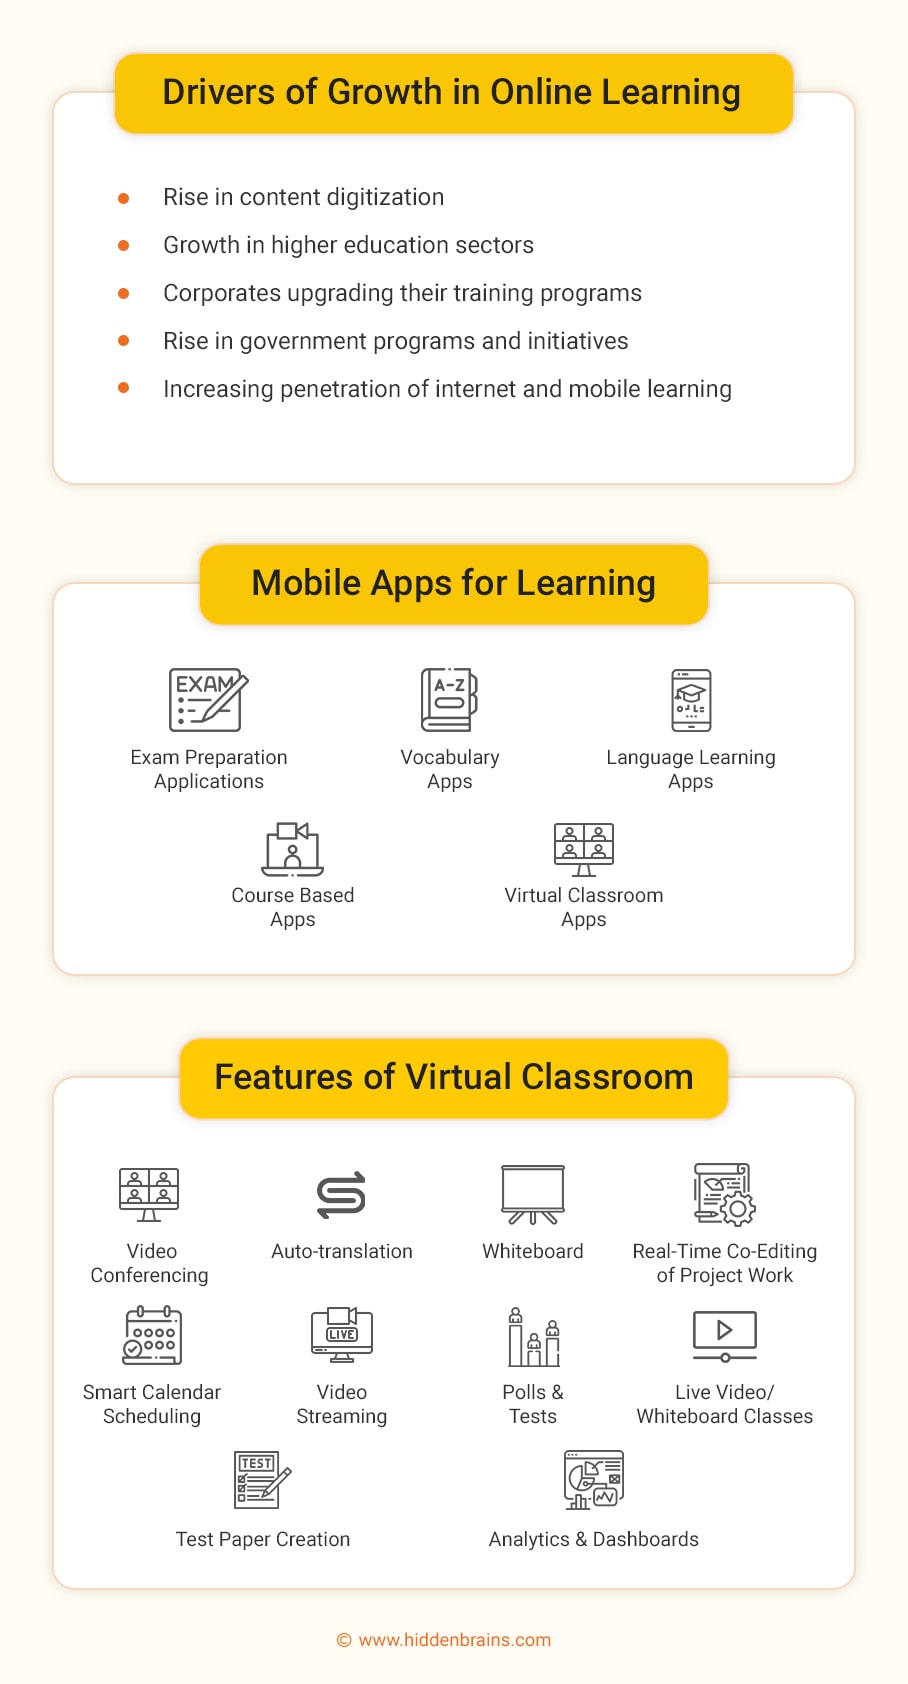 Drivers of Growth in Online Learning
Rise in content digitization
Growth in higher education sectors
Corporates upgrading their training programs
Rise in government programs and initiatives
Increasing penetration of internet and mobile learning
Mobile Apps for Learning
EXAM
Exam Preparation
Applications
A-Z
Vocabulary
Apps
Language Learning
Apps
Course Based
Apps
Virtual Classroom
Apps
Features of Virtual Classroom
Video
Conferencing
Auto-translation
Whiteboard
Real-Time Co-Editing
of Project Work
Smart Calendar
Scheduling
LIVE
Video
Streaming
Polls &
Tests
Live Video/
Whiteboard Classes
TEST
Test Paper Creation
Analytics & Dashboards
© www.hiddenbrains.com